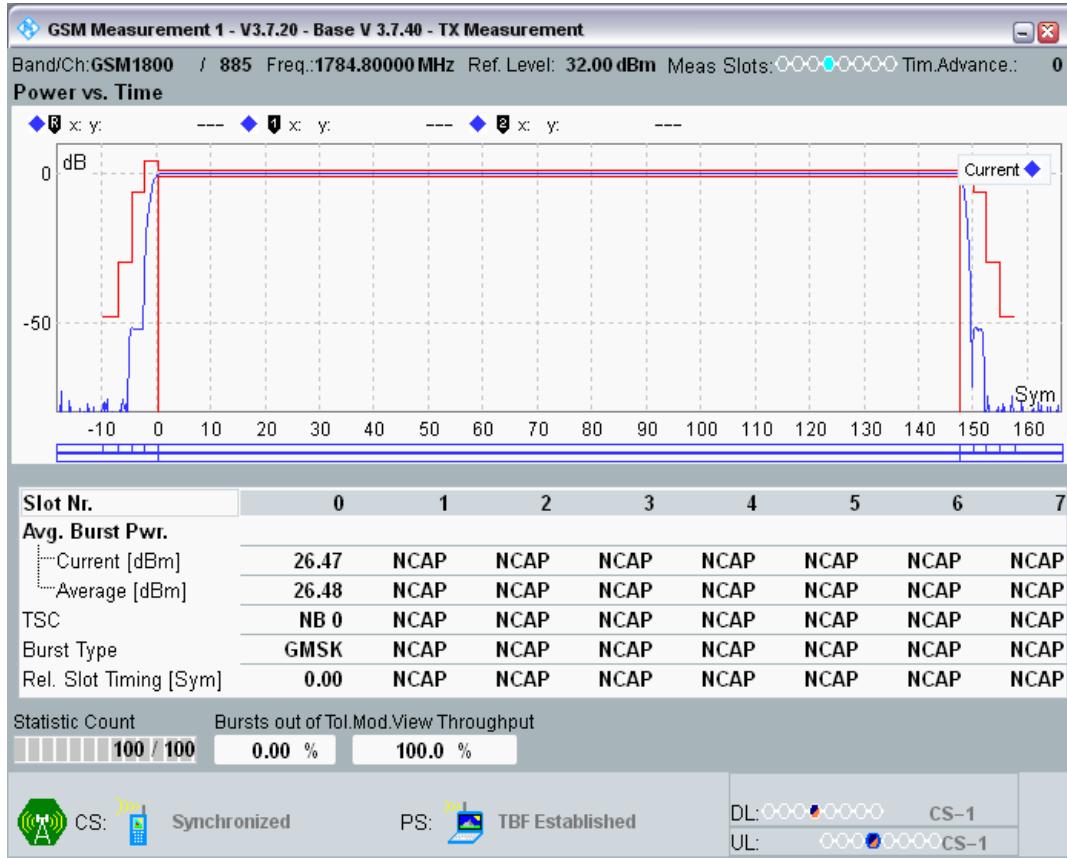 GSM Measurement 1 - V3.7.20 - Base V 3.7.40 - TX Measurement
Band/Ch:GSM1800 / 885 Freq.:1784.80000 MHz Ref. Level: 32.00 dBm Meas Slots: Tim.Advance.: 0
Power vs. Time
R x: y: --- 1 x: y: --- 2 x: y: ---
dB
0
Current
-50
Sym
-10 0 10 20 30 40 50 60 70 80 90 100 110 120 130 140 150 160
Slot Nr. 0 1 2 3 4 5 6 7
Avg. Burst Pwr.
Current [dBm] 26.47 NCAP NCAP NCAP NCAP NCAP NCAP NCAP
Average [dBm] 26.48 NCAP NCAP NCAP NCAP NCAP NCAP NCAP
TSC NB 0 NCAP NCAP NCAP NCAP NCAP NCAP NCAP
Burst Type GMSK NCAP NCAP NCAP NCAP NCAP NCAP NCAP
Rel. Slot Timing [Sym] 0.00 NCAP NCAP NCAP NCAP NCAP NCAP NCAP
Statistic Count Bursts out of Tol. Mod.View Throughput
100 / 100 0.00 % 100.0 %
CS: Synchronized PS: TBF Established DL: CS-1
UL: CS-1